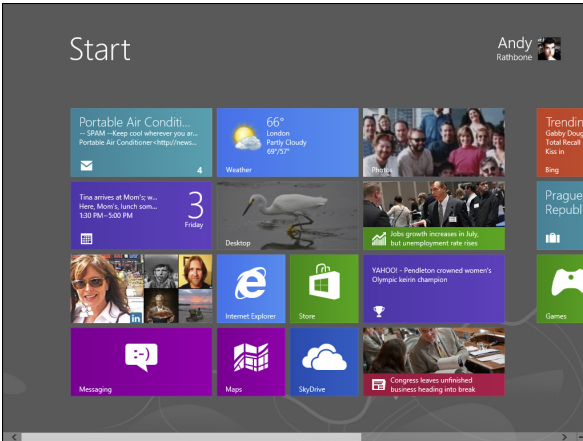 Start
Andy
Rathbone
Portable Air Conditi...
-- SPAM --Keep cool wherever you ar...
Portable Air Conditioner<http://news...
4
66°
London
Partly Cloudy
69°/57°
Weather
Photos
Trendin
Gabby Doug
Total Recall
Kiss in
Bing
Tina arrives at Mom's; w...
Here, Mom's, lunch som...
1:30 PM–5:00 PM
3
Friday
Desktop
Jobs growth increases in July,
but unemployment rate rises
Prague
Republ
in
Internet Explorer
Store
YAHOO! - Pendleton crowned women's
Olympic keirin champion
Games
:-)
Messaging
Maps
SkyDrive
Congress leaves unfinished
business heading into break